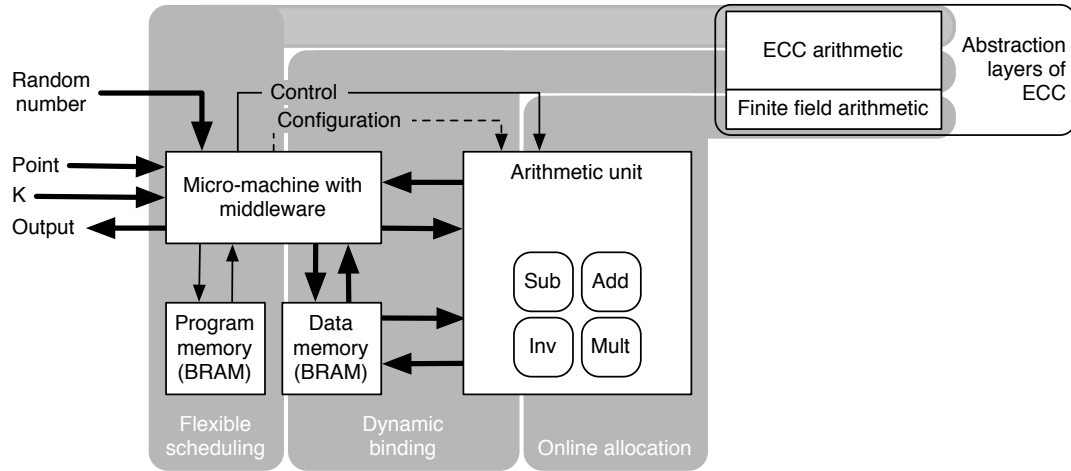 ECC arithmetic
Finite field arithmetic
Abstraction
layers of
ECC
Random
number
Control
Configuration
Point
K
Output
Micro-machine with
middleware
Arithmetic unit
Sub
Add
Inv
Mult
Program
memory
(BRAM)
Data
memory
(BRAM)
Flexible
scheduling
Dynamic
binding
Online allocation